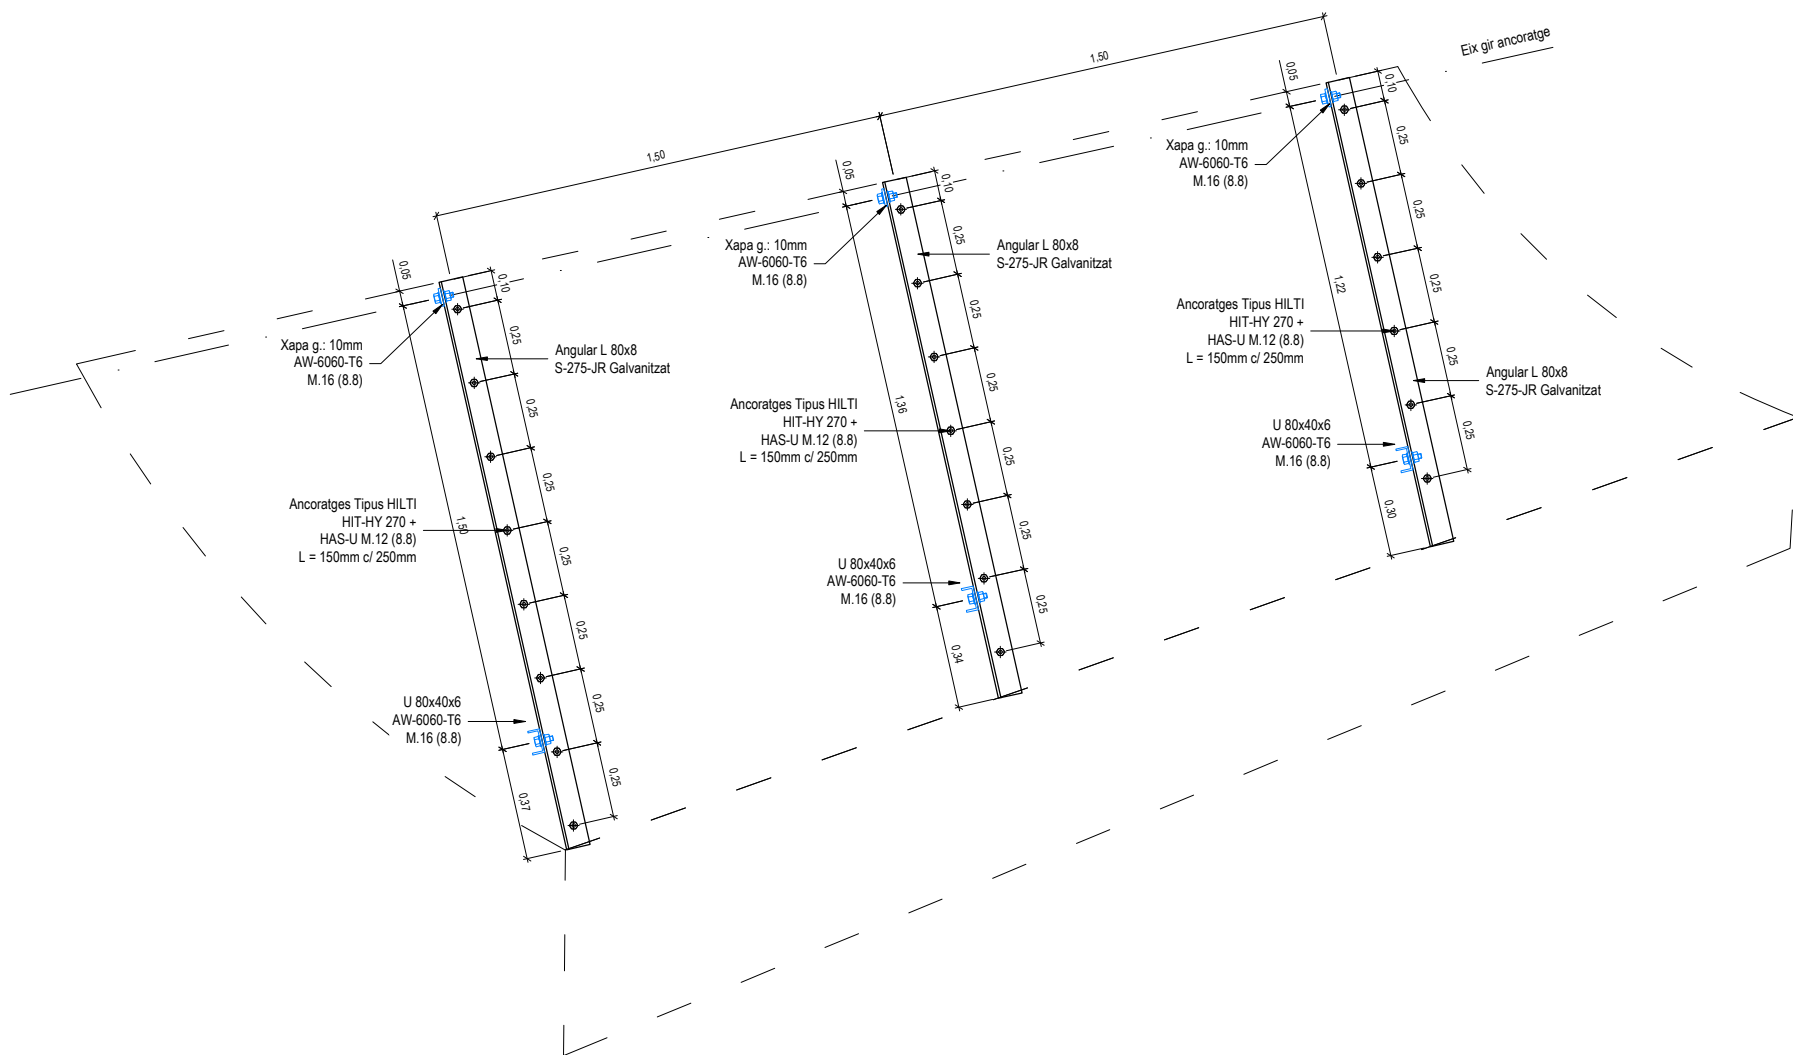 Eix gir ancoratge
1,50
1,50
0,05
0,10
Xapa g.: 10mm
AW-6060-T6
M.16 (8.8)
0,25
0,25
0,25
0,25
0,25
1,22
Ancoratges Tipus HILTI
HIT-HY 270 +
HAS-U M.12 (8.8)
L = 150mm c/ 250mm
Angular L 80x8
S-275-JR Galvanitzat
U 80x40x6
AW-6060-T6
M.16 (8.8)
0,30
0,05
0,10
Xapa g.: 10mm
AW-6060-T6
M.16 (8.8)
Angular L 80x8
S-275-JR Galvanitzat
0,25
0,25
0,25
0,25
0,25
0,25
1,36
Ancoratges Tipus HILTI
HIT-HY 270 +
HAS-U M.12 (8.8)
L = 150mm c/ 250mm
U 80x40x6
AW-6060-T6
M.16 (8.8)
0,34
0,05
0,10
Xapa g.: 10mm
AW-6060-T6
M.16 (8.8)
Angular L 80x8
S-275-JR Galvanitzat
0,25
0,25
0,25
0,25
0,25
0,25
0,25
1,50
Ancoratges Tipus HILTI
HIT-HY 270 +
HAS-U M.12 (8.8)
L = 150mm c/ 250mm
U 80x40x6
AW-6060-T6
M.16 (8.8)
0,37